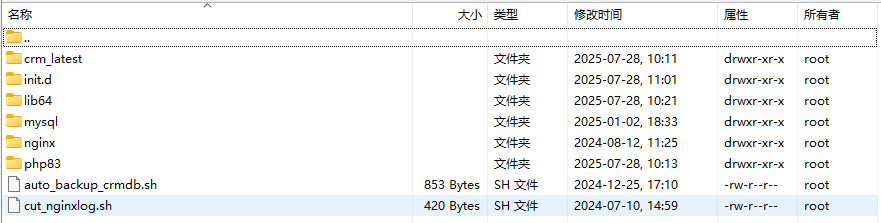 名称 大小 类型 修改时间 属性 所有者
..
crm_latest 文件夹 2025-07-28, 10:11 drwxr-xr-x root
init.d 文件夹 2025-07-28, 11:01 drwxr-xr-x root
lib64 文件夹 2025-07-28, 10:21 drwxr-xr-x root
mysql 文件夹 2025-01-02, 18:33 drwxr-xr-x root
nginx 文件夹 2024-08-12, 11:25 drwxr-xr-x root
php83 文件夹 2025-07-28, 10:13 drwxr-xr-x root
auto_backup_crmdb.sh 853 Bytes SH 文件 2024-12-25, 17:10 -rw-r--r-- root
cut_nginxlog.sh 420 Bytes SH 文件 2024-07-10, 14:59 -rw-r--r-- root